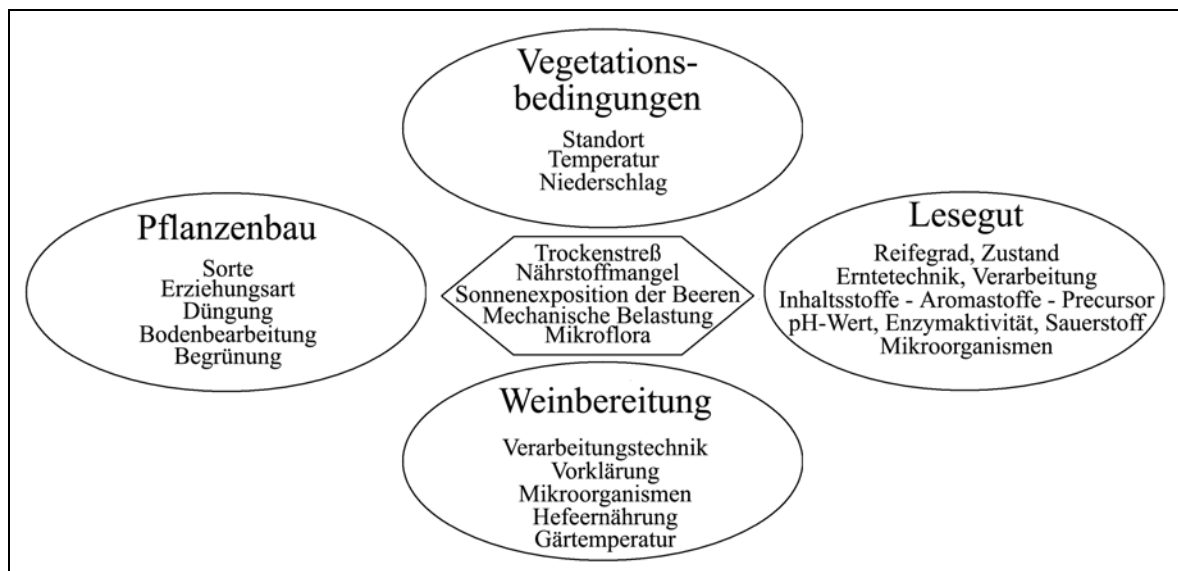 Vegetations-
bedingungen
Standort
Temperatur
Niederschlag
Pflanzenbau
Sorte
Erziehungsart
Düngung
Bodenbearbeitung
Begrünung
Trockenstreß
Nährstoffmangel
Sonnenexposition der Beeren
Mechanische Belastung
Mikroflora
Lesegut
Reifegrad, Zustand
Erntetechnik, Verarbeitung
Inhaltsstoffe - Aromastoffe - Precursor
pH-Wert, Enzymaktivität, Sauerstoff
Mikroorganismen
Weinbereitung
Verarbeitungstechnik
Vorklärung
Mikroorganismen
Hefeernährung
Gärtemperatur